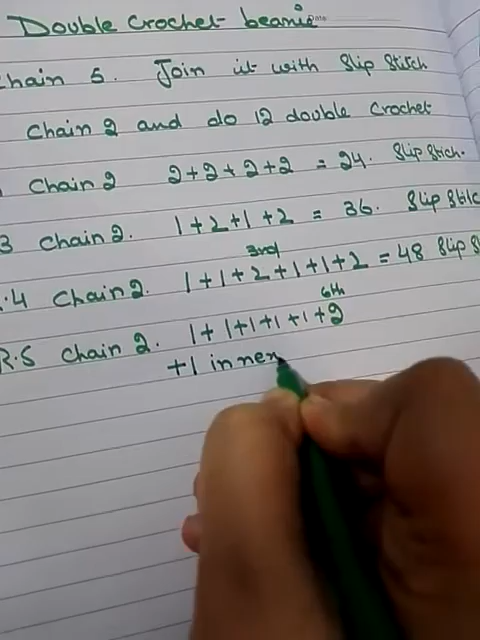 Double Crochet beanie
Chain 5. Join it with Slip Stitch
Chain 2 and do 12 double crochet
Chain 2 2+2+2+2 = 24. Slip Stich.
3 Chain 2. 1+2+1+2 = 36. Slip Stitc
3rd
R.4 Chain 2. 1+1+2+1+1+2 = 48 Slip S
6th
R.5 Chain 2. 1+1+1+1+1+2
+1 in nex